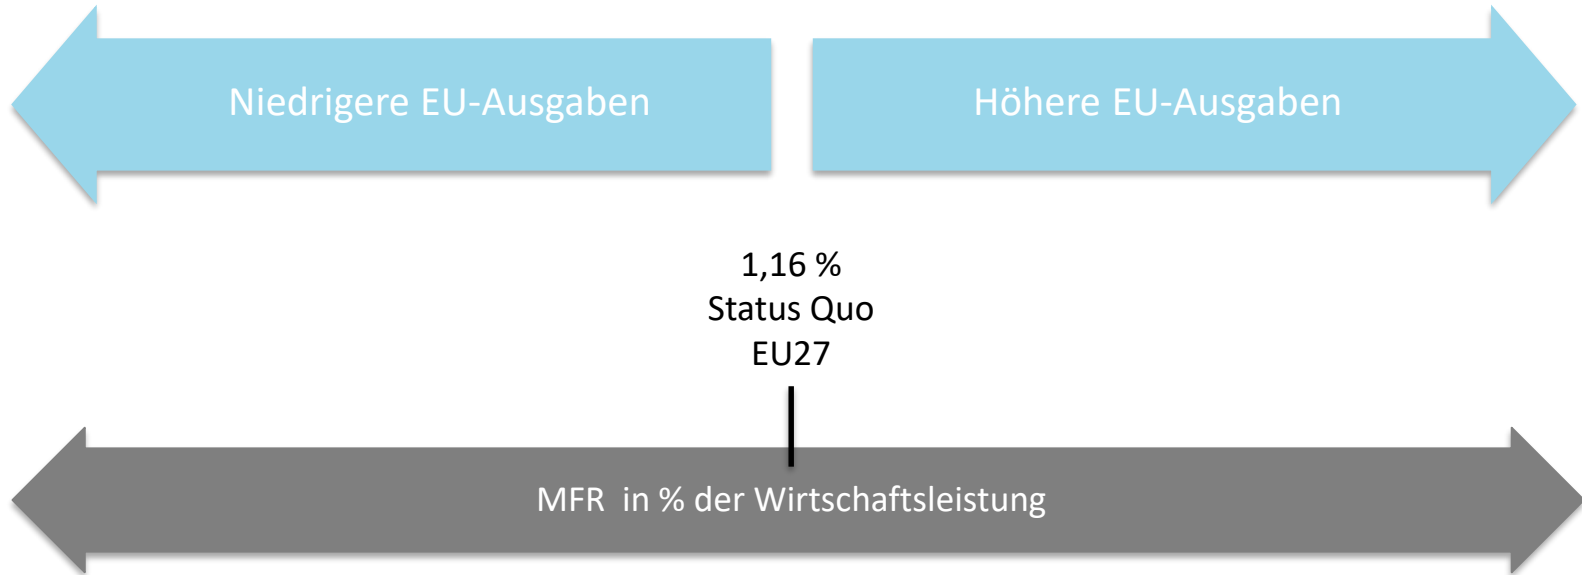 Niedrigere EU-Ausgaben
Höhere EU-Ausgaben
1,16 %
Status Quo
EU27
MFR  in % der Wirtschaftsleistung